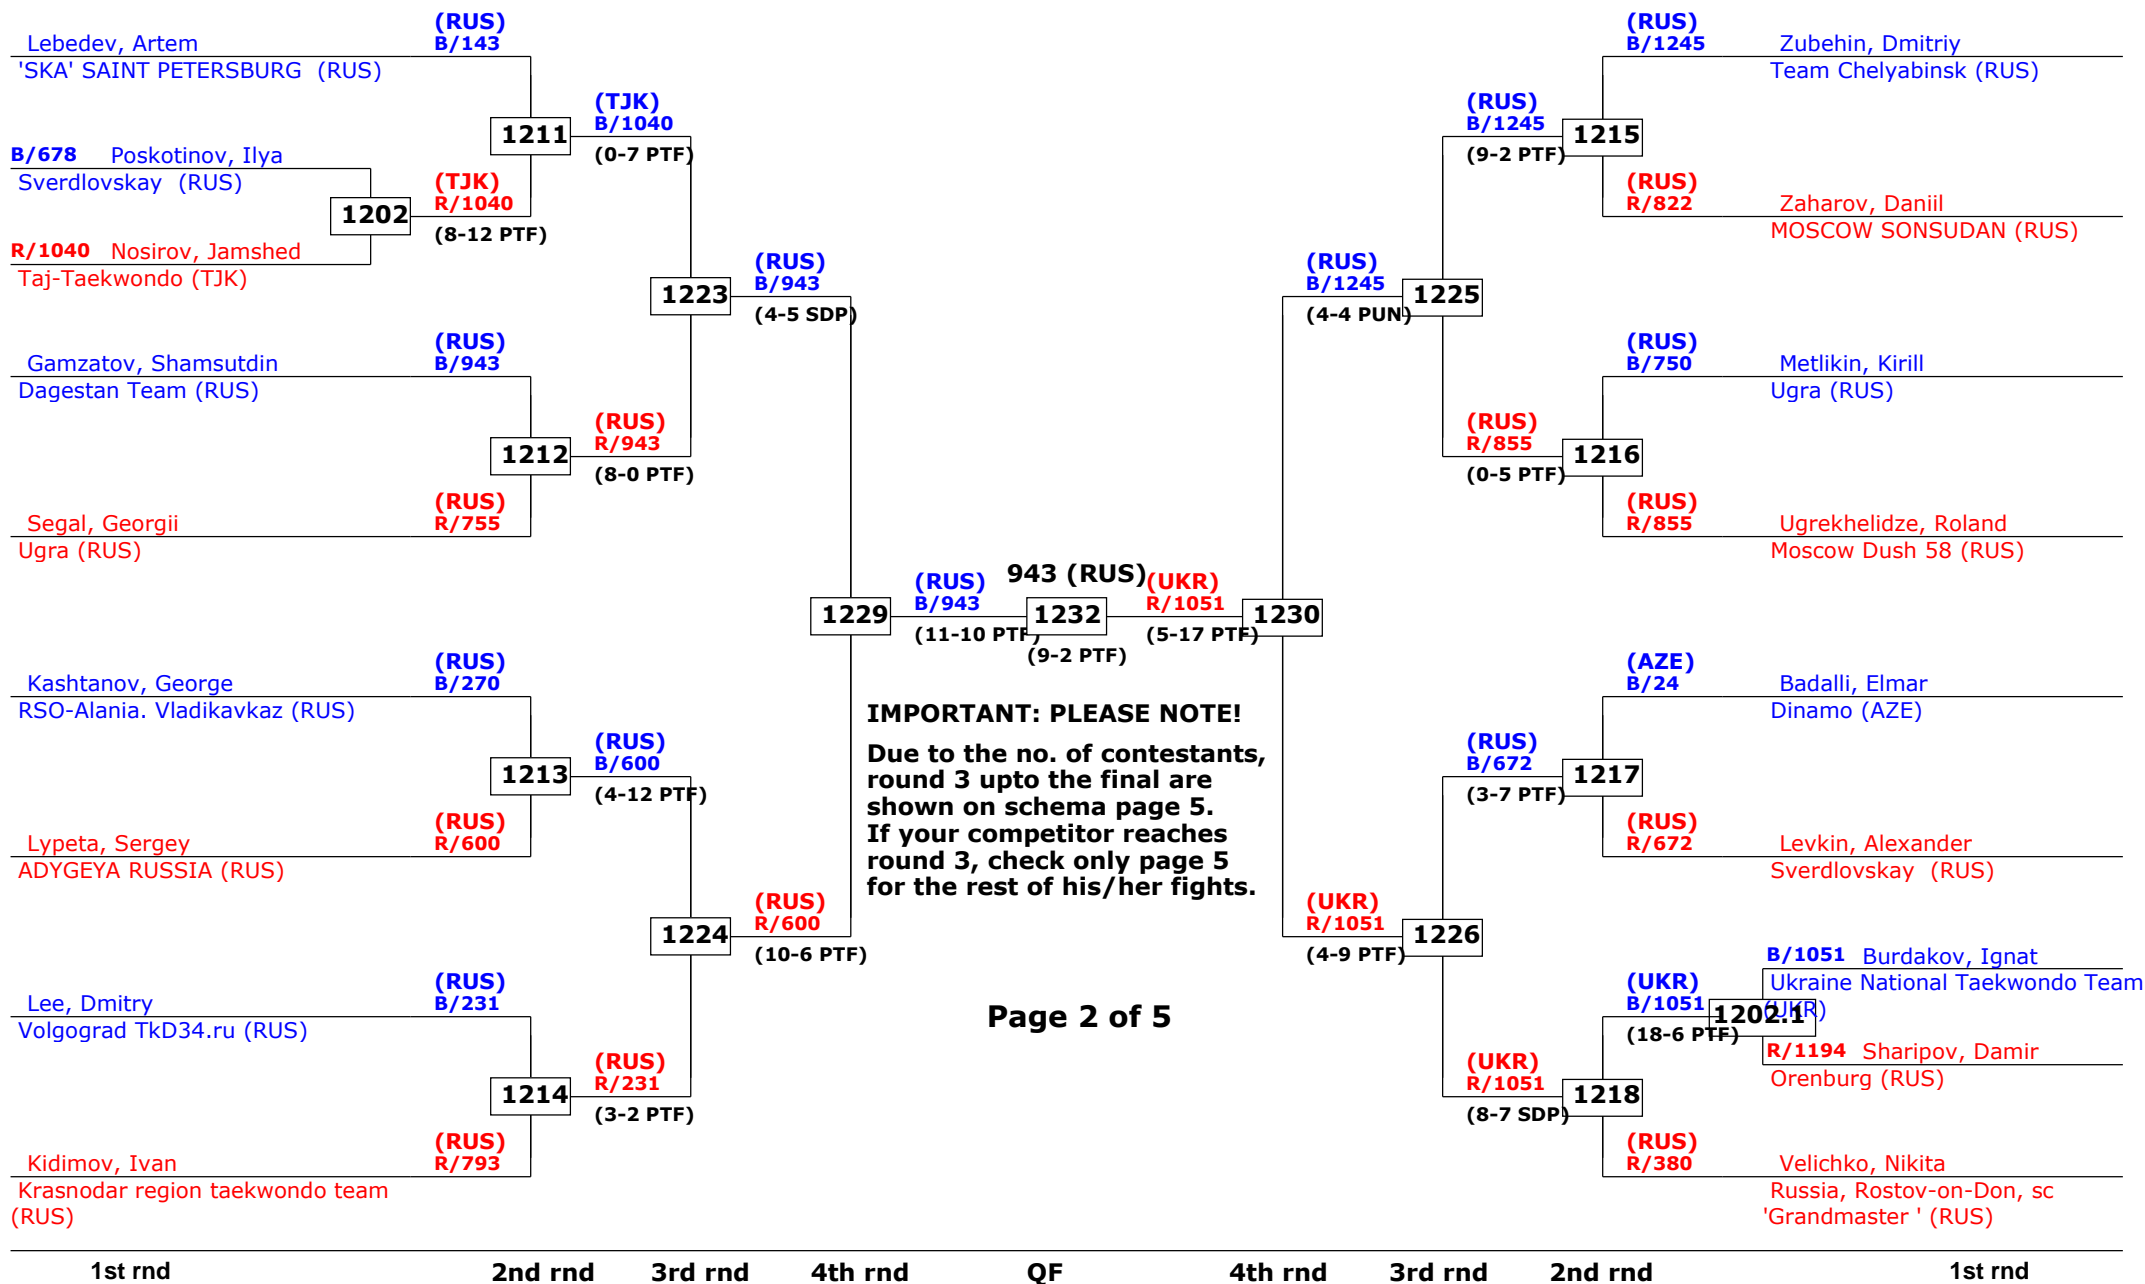 (RUS)
B/143
Lebedev, Artem
'SKA' SAINT PETERSBURG (RUS)
(TJK)
B/1040
1211
(0-7 PTF)
B/678 Poskotinov, Ilya
Sverdlovskay (RUS)
(TJK)
R/1040
1202
(8-12 PTF)
R/1040 Nosirov, Jamshed
Taj-Taekwondo (TJK)
(RUS)
B/943
1223
(4-5 SDP)
(RUS)
B/943
Gamzatov, Shamsutdin
Dagestan Team (RUS)
(RUS)
R/943
1212
(8-0 PTF)
(RUS)
R/755
Segal, Georgii
Ugra (RUS)
(RUS)
B/943
1229
(11-10 PTF)
943 (RUS)
1232
(9-2 PTF)
(UKR)
R/1051
1230
(5-17 PTF)
(RUS)
B/270
Kashtanov, George
RSO-Alania. Vladikavkaz (RUS)
(RUS)
B/600
1213
(4-12 PTF)
(RUS)
R/600
Lypeta, Sergey
ADYGEYA RUSSIA (RUS)
(RUS)
R/600
1224
(10-6 PTF)
(RUS)
B/231
Lee, Dmitry
Volgograd TkD34.ru (RUS)
(RUS)
R/231
1214
(3-2 PTF)
(RUS)
R/793
Kidimov, Ivan
Krasnodar region taekwondo team
(RUS)
IMPORTANT: PLEASE NOTE!
Due to the no. of contestants,
round 3 upto the final are
shown on schema page 5.
If your competitor reaches
round 3, check only page 5
for the rest of his/her fights.
Page 2 of 5
(RUS)
B/1245
Zubehin, Dmitriy
Team Chelyabinsk (RUS)
(RUS)
B/1245
1215
(9-2 PTF)
(RUS)
R/822
Zaharov, Daniil
MOSCOW SONSUDAN (RUS)
(RUS)
B/1245
1225
(4-4 PUN)
(RUS)
B/750
Metlikin, Kirill
Ugra (RUS)
(RUS)
R/855
1216
(0-5 PTF)
(RUS)
R/855
Ugrekhelidze, Roland
Moscow Dush 58 (RUS)
(AZE)
B/24
Badalli, Elmar
Dinamo (AZE)
(RUS)
B/672
1217
(3-7 PTF)
(RUS)
R/672
Levkin, Alexander
Sverdlovskay (RUS)
(UKR)
R/1051
1226
(4-9 PTF)
B/1051 Burdakov, Ignat
Ukraine National Taekwondo Team
(UKR)
(UKR)
B/1051
1202.1
(18-6 PTF)
R/1194 Sharipov, Damir
Orenburg (RUS)
(UKR)
R/1051
1218
(8-7 SDP)
(RUS)
R/380
Velichko, Nikita
Russia, Rostov-on-Don, sc
'Grandmaster ' (RUS)
1st rnd 2nd rnd 3rd rnd 4th rnd QF 4th rnd 3rd rnd 2nd rnd 1st rnd